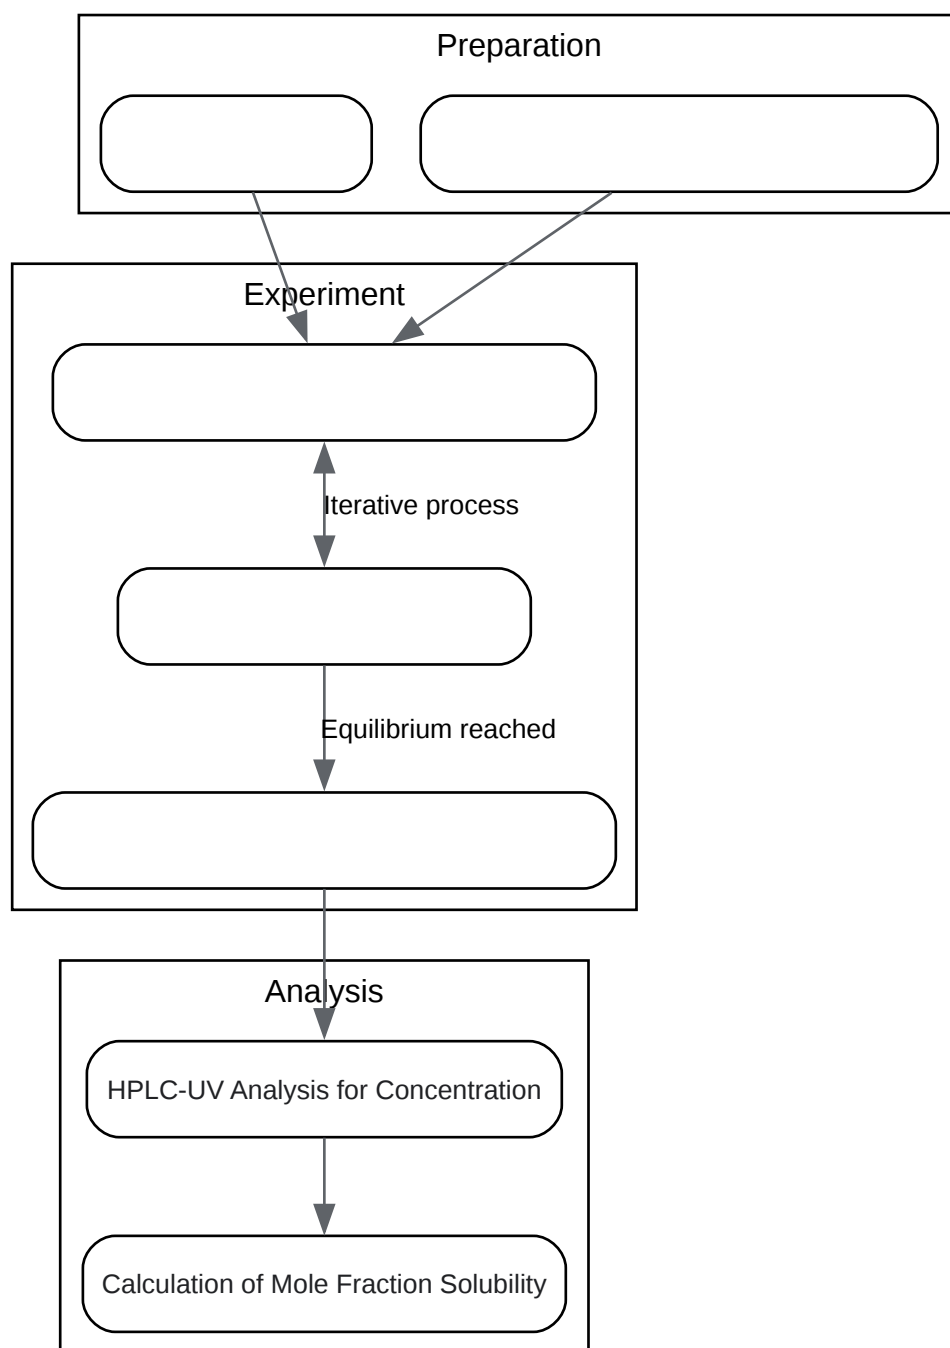 Preparation
Experiment
Iterative process
Equilibrium reached
Analysis
HPLC-UV Analysis for Concentration
Calculation of Mole Fraction Solubility